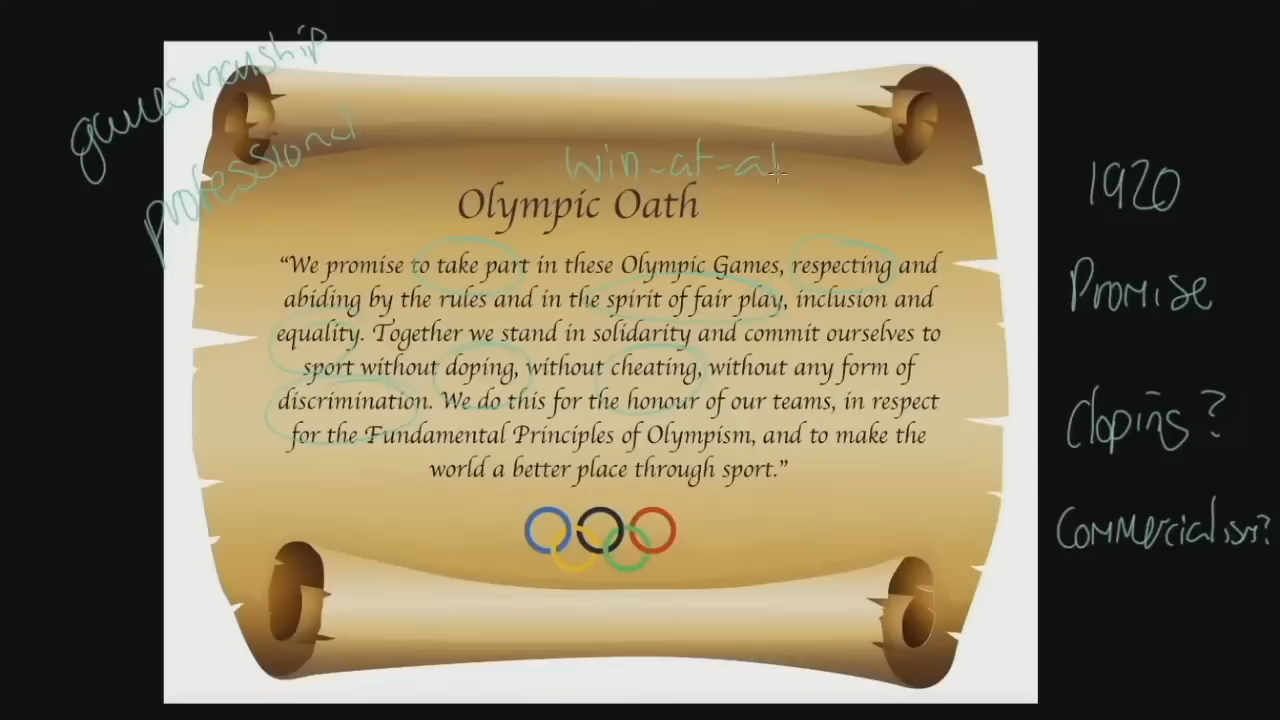 gamesmanship
professional
win-at-al
Olympic Oath
“We promise to take part in these Olympic Games, respecting and
abiding by the rules and in the spirit of fair play, inclusion and
equality. Together we stand in solidarity and commit ourselves to
sport without doping, without cheating, without any form of
discrimination. We do this for the honour of our teams, in respect
for the Fundamental Principles of Olympism, and to make the
world a better place through sport.”
1920
Promise
doping?
Commercialism?